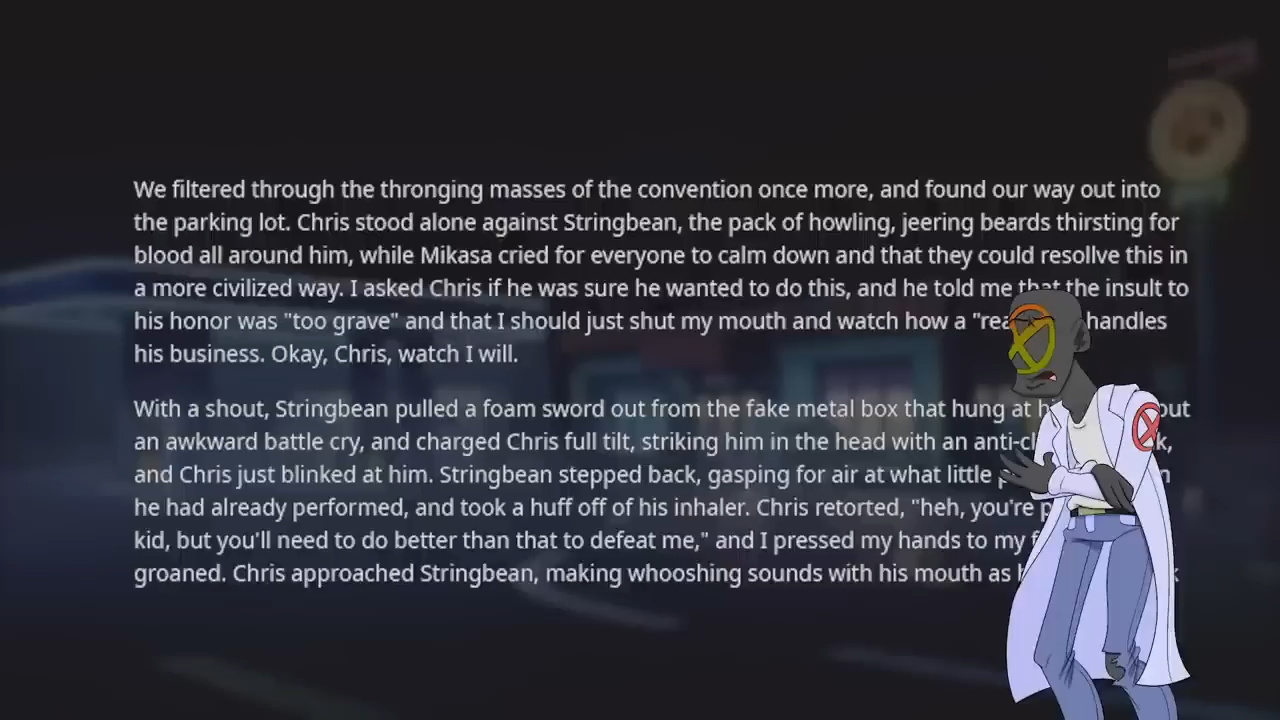 We filtered through the thronging masses of the convention once more, and found our way out into
the parking lot. Chris stood alone against Stringbean, the pack of howling, jeering beards thirsting for
blood all around him, while Mikasa cried for everyone to calm down and that they could resollve this in
a more civilized way. I asked Chris if he was sure he wanted to do this, and he told me that the insult to
his honor was "too grave" and that I should just shut my mouth and watch how a "rea handles
his business. Okay, Chris, watch I will.
With a shout, Stringbean pulled a foam sword out from the fake metal box that hung at
an awkward battle cry, and charged Chris full tilt, striking him in the head with an
and Chris just blinked at him. Stringbean stepped back, gasping for air at what little
he had already performed, and took a huff off of his inhaler. Chris retorted, "heh, you're
kid, but you'll need to do better than that to defeat me," and I pressed my hands to my
groaned. Chris approached Stringbean, making whooshing sounds with his mouth as